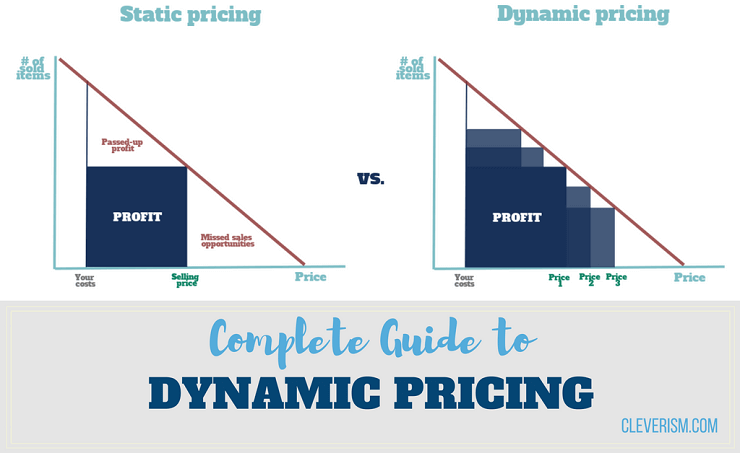 Static pricing
# of
sold
items
Passed-up
profit
PROFIT
Missed sales
opportunities
Your
costs
Selling
price
Price
vs.
Dynamic pricing
# of
sold
items
PROFIT
Your
costs
Price
1
Price
2
Price
3
Price
Complete Guide to
DYNAMIC PRICING
CLEVERISM.COM